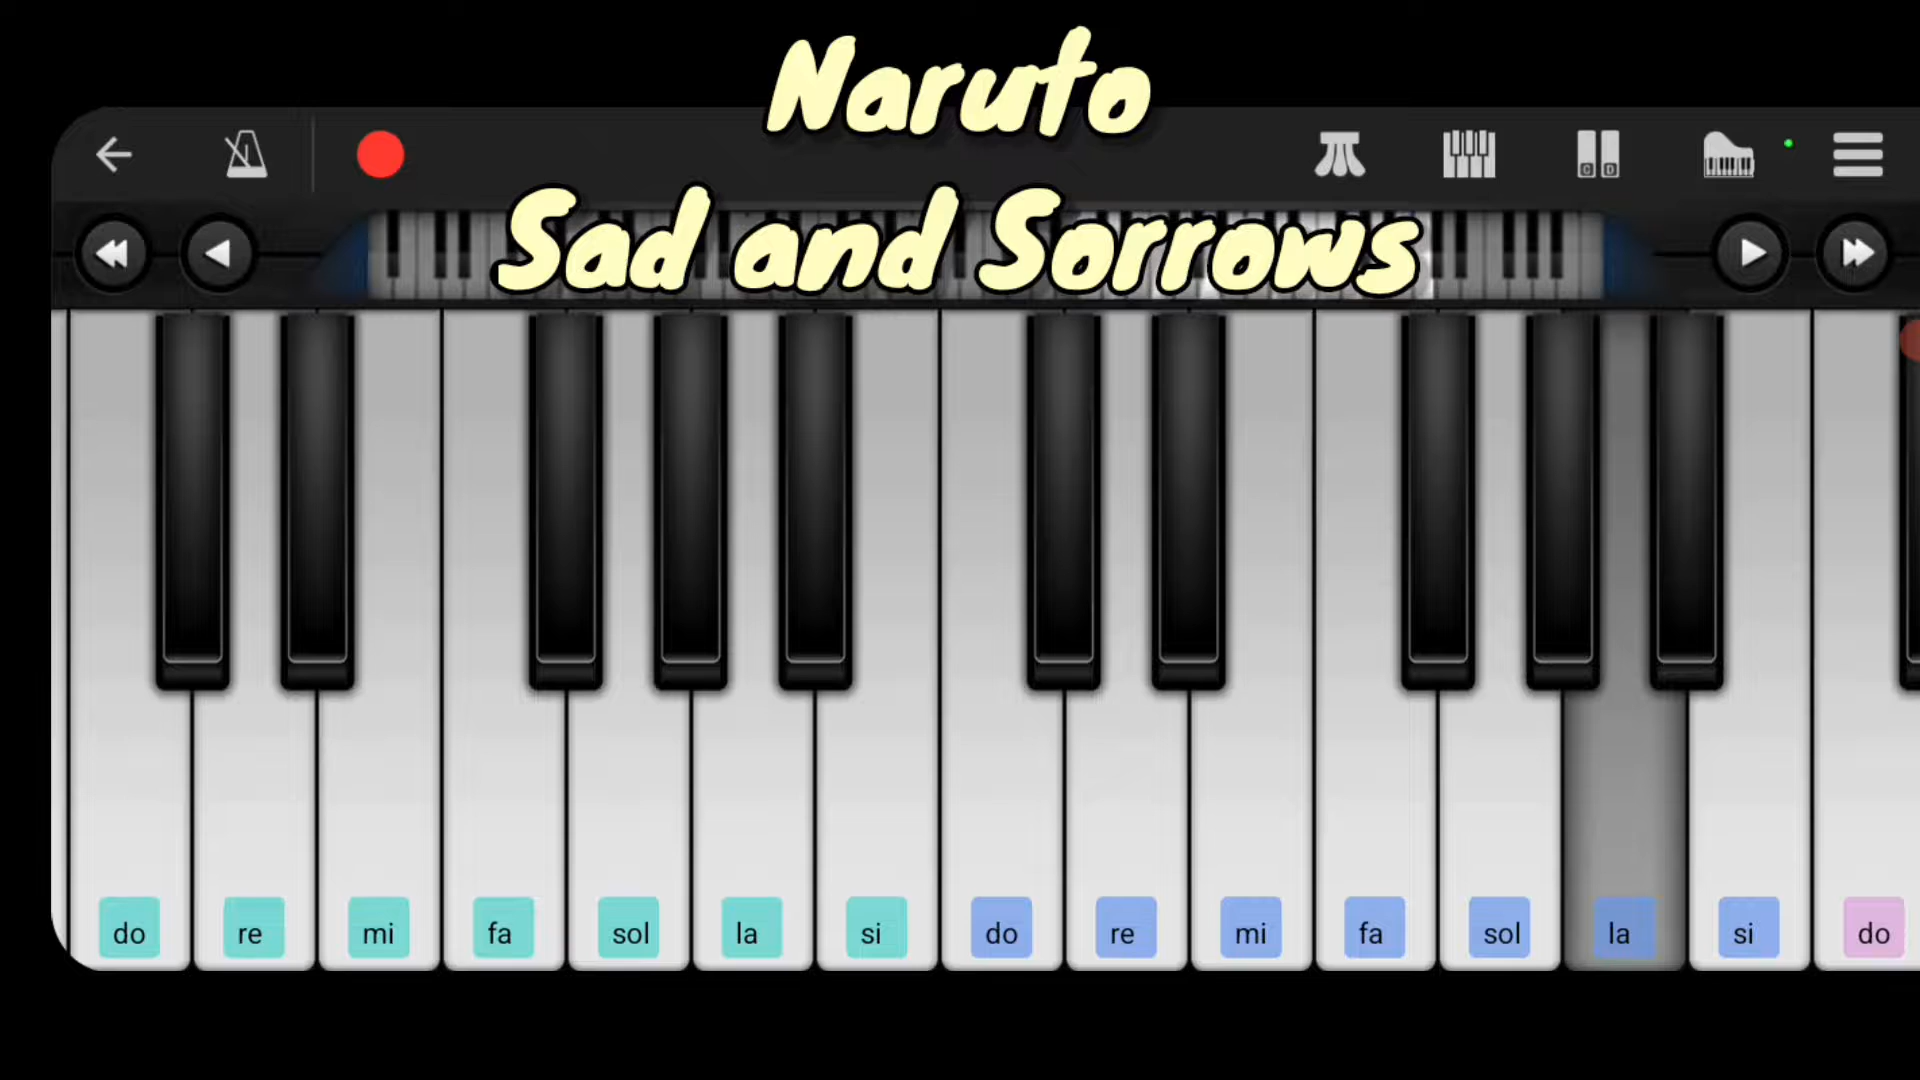 Naruto
C D
Sad and Sorrows
do re mi fa sol la si do re mi fa sol la si do